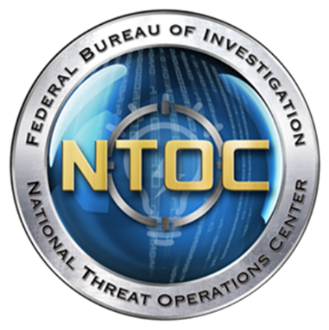 FEDERAL BUREAU OF INVESTIGATION
NTOC
NATIONAL THREAT OPERATIONS CENTER